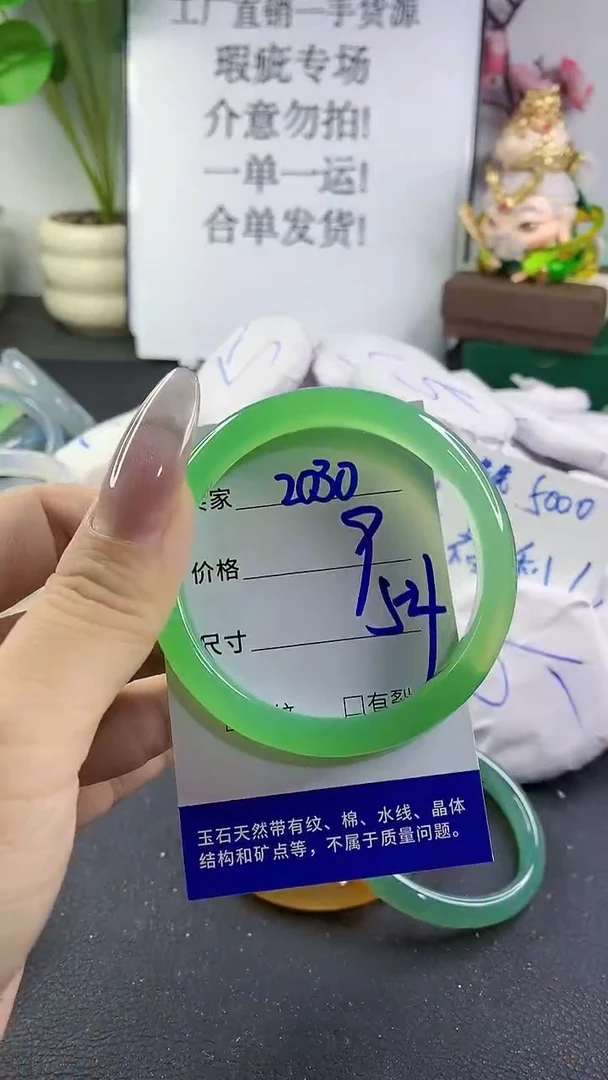 工厂直销一手货源
瑕疵专场
介意勿拍!
一单一运!
合单发货!
家 2030
价格 9
尺寸 54
5000
口有裂
玉石天然带有纹、棉、水线、晶体
结构和矿点等，不属于质量问题。